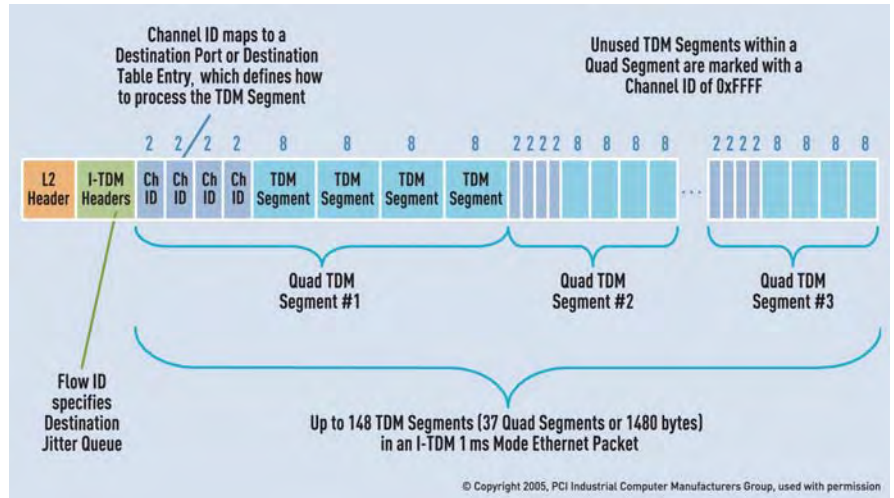 Channel ID maps to a
Destination Port or Destination
Table Entry, which defines how
to process the TDM Segment
Unused TDM Segments within a
Quad Segment are marked with a
Channel ID of 0xFFFF
2 2 2 2 8 8 8 8 2 2 2 2 8 8 8 8 2 2 2 2 8 8 8 8
L2
Header
I-TDM
Headers
Ch
ID
Ch
ID
Ch
ID
Ch
ID
TDM
Segment
TDM
Segment
TDM
Segment
TDM
Segment
...
Quad TDM
Segment #1
Quad TDM
Segment #2
Quad TDM
Segment #3
Flow ID
specifies
Destination
Jitter Queue
Up to 148 TDM Segments (37 Quad Segments or 1480 bytes)
in an I-TDM 1 ms Mode Ethernet Packet
© Copyright 2005, PCI Industrial Computer Manufacturers Group, used with permission